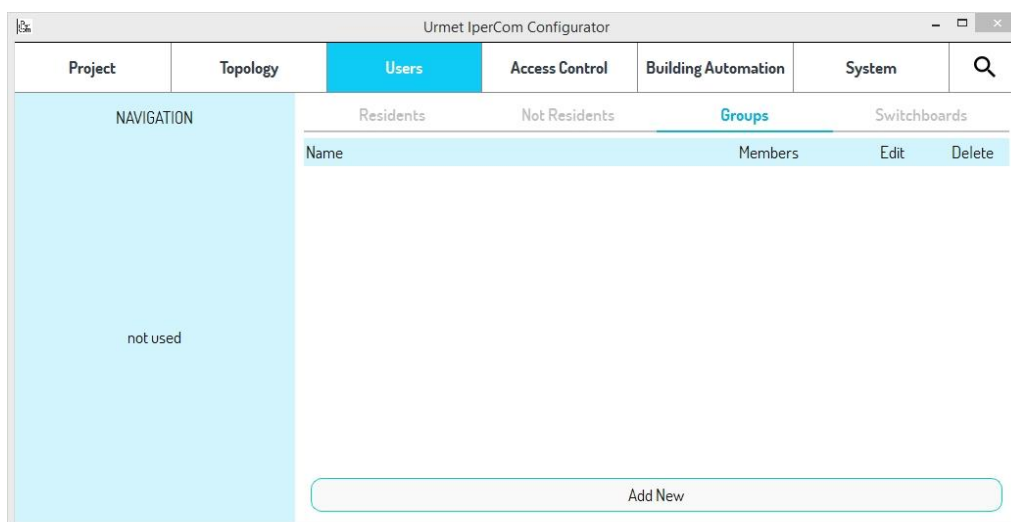 Urmet IperCom Configurator
Project Topology Users Access Control Building Automation System
NAVIGATION
Residents Not Residents Groups Switchboards
Name Members Edit Delete
not used
Add New